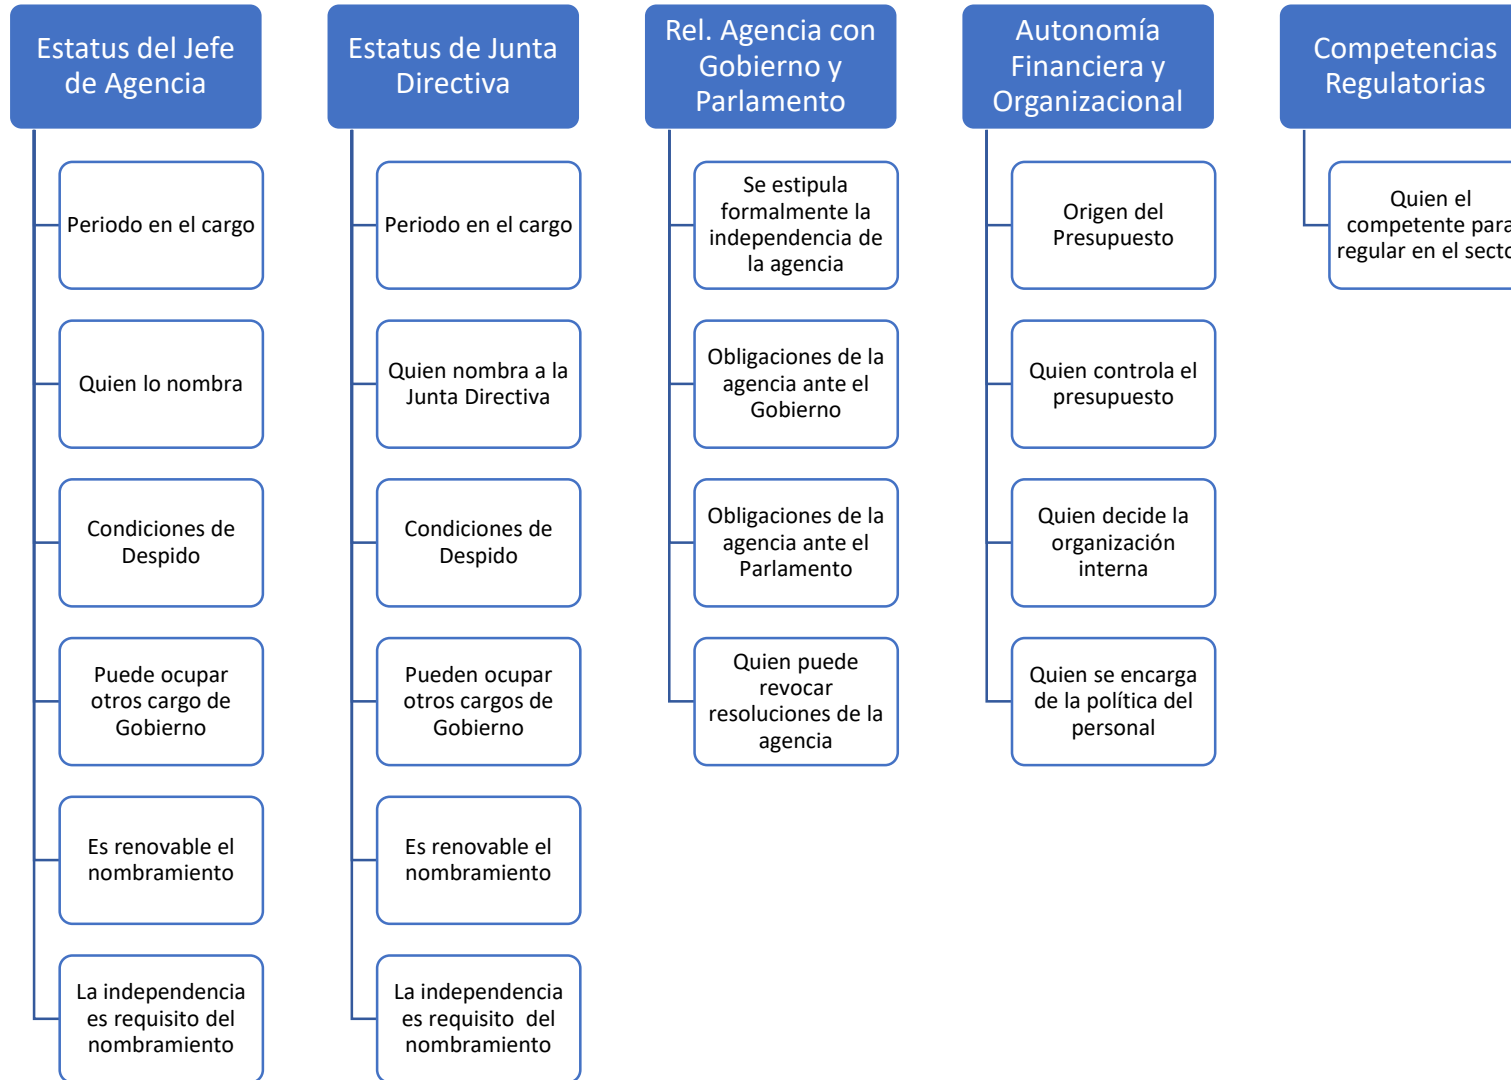 Estatus del Jefe
de Agencia
Periodo en el cargo
Quien lo nombra
Condiciones de
Despido
Puede ocupar
otros cargo de
Gobierno
Es renovable el
nombramiento
La independencia
es requisito del
nombramiento
Estatus de Junta
Directiva
Periodo en el cargo
Quien nombra a la
Junta Directiva
Condiciones de
Despido
Pueden ocupar
otros cargos de
Gobierno
Es renovable el
nombramiento
La independencia
es requisito del
nombramiento
Rel. Agencia con
Gobierno y
Parlamento
Se estipula
formalmente la
independencia de
la agencia
Obligaciones de la
agencia ante el
Gobierno
Obligaciones de la
agencia ante el
Parlamento
Quien puede
revocar
resoluciones de la
agencia
Autonomía
Financiera y
Organizacional
Origen del
Presupuesto
Quien controla el
presupuesto
Quien decide la
organización
interna
Quien se encarga
de la política del
personal
Competencias
Regulatorias
Quien el
competente para
regular en el secto